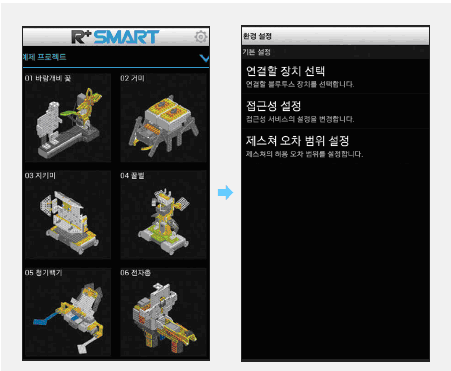 R+SMART
예제 프로젝트
01 바람개비 꽃
02 거미
03 지키미
04 꿀벌
05 청기백기
06 전자총
환경 설정
기본 설정
연결할 장치 선택
연결할 블루투스 장치를 선택합니다.
접근성 설정
접근성 서비스의 설정을 변경합니다.
제스쳐 오차 범위 설정
제스쳐의 허용 오차 범위를 설정합니다.